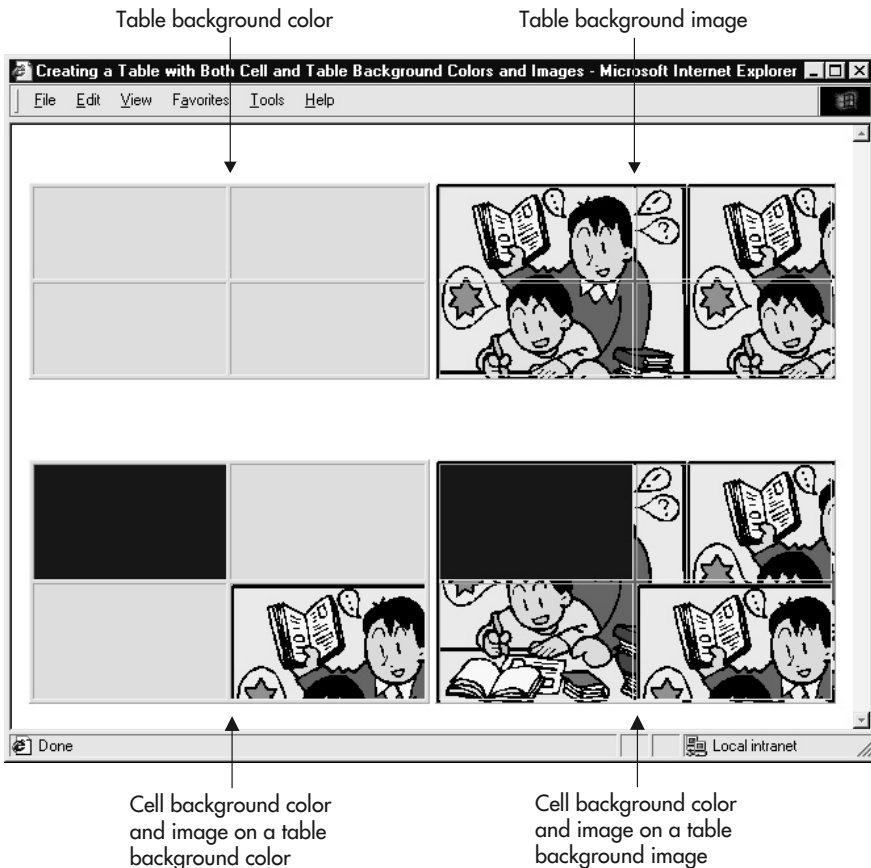 Table background color
Table background image
Creating a Table with Both Cell and Table Background Colors and Images - Microsoft Internet Explorer
File Edit View Favorites Tools Help
?
?
Done
Local intranet
Cell background color
and image on a table
background color
Cell background color
and image on a table
background image